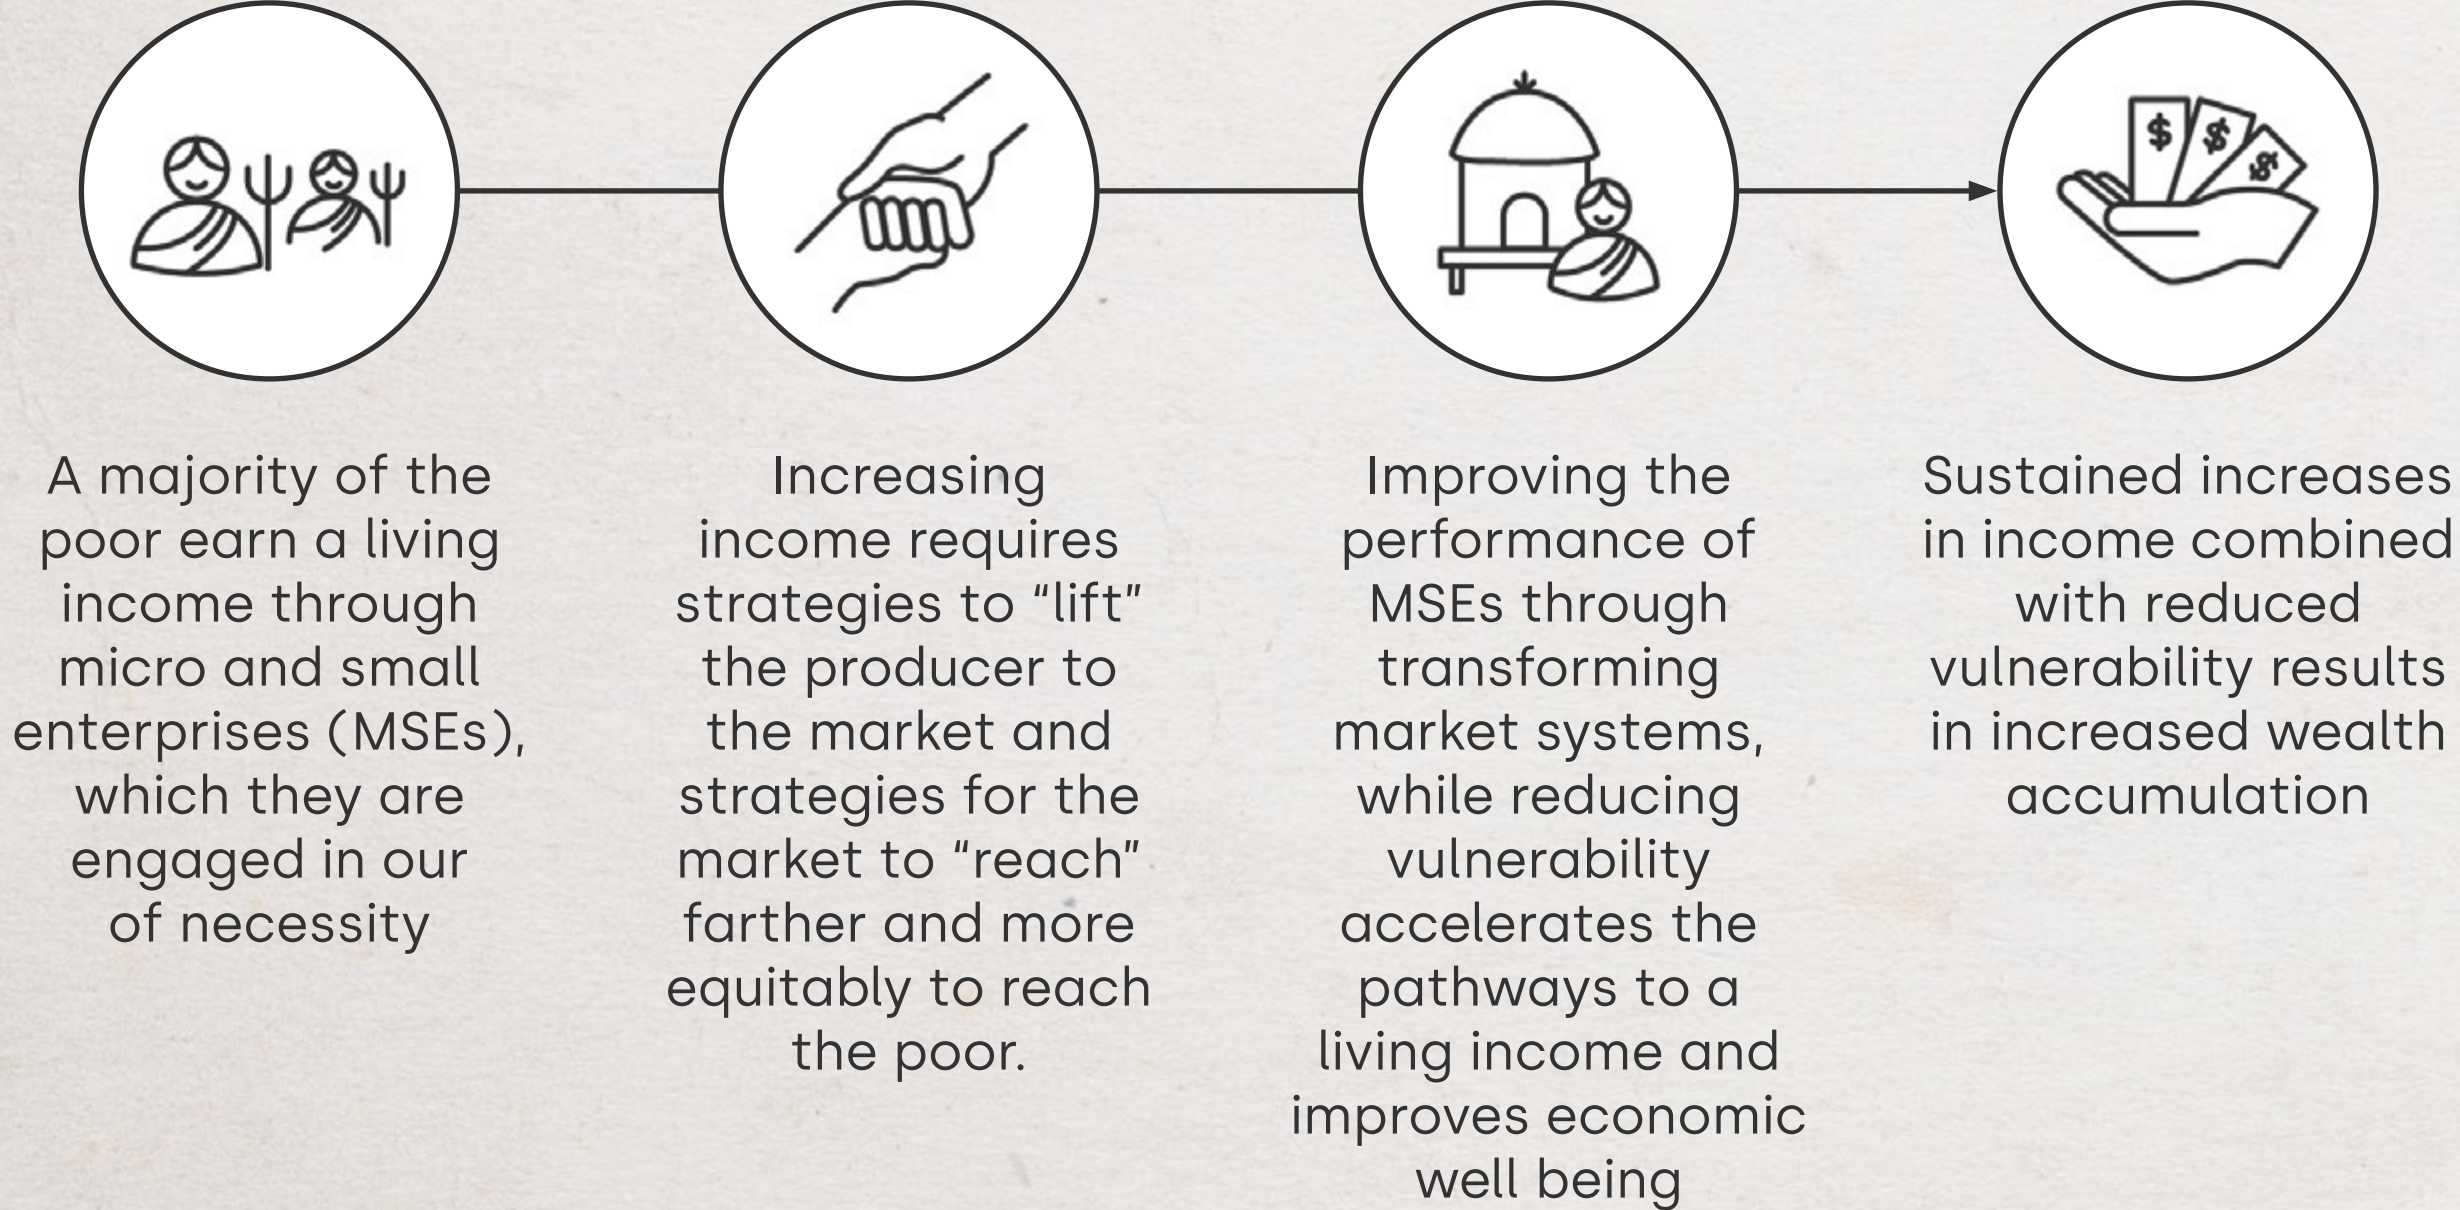 A majority of the
poor earn a living
income through
micro and small
enterprises (MSEs),
which they are
engaged in our
of necessity
Increasing
income requires
strategies to “lift”
the producer to
the market and
strategies for the
market to “reach”
farther and more
equitably to reach
the poor.
Improving the
performance of
MSEs through
transforming
market systems,
while reducing
vulnerability
accelerates the
pathways to a
living income and
improves economic
well being
$ $ $
Sustained increases
in income combined
with reduced
vulnerability results
in increased wealth
accumulation